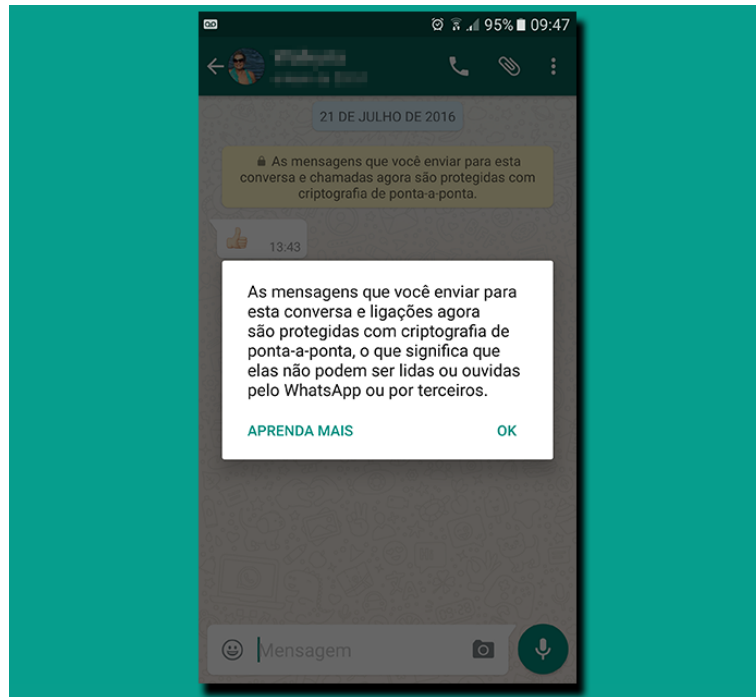 95% 09:47
21 DE JULHO DE 2016
As mensagens que você enviar para esta
conversa e chamadas agora são protegidas com
criptografia de ponta-a-ponta.
13:43
As mensagens que você enviar para
esta conversa e ligações agora
são protegidas com criptografia de
ponta-a-ponta, o que significa que
elas não podem ser lidas ou ouvidas
pelo WhatsApp ou por terceiros.
APRENDA MAIS OK
Mensagem